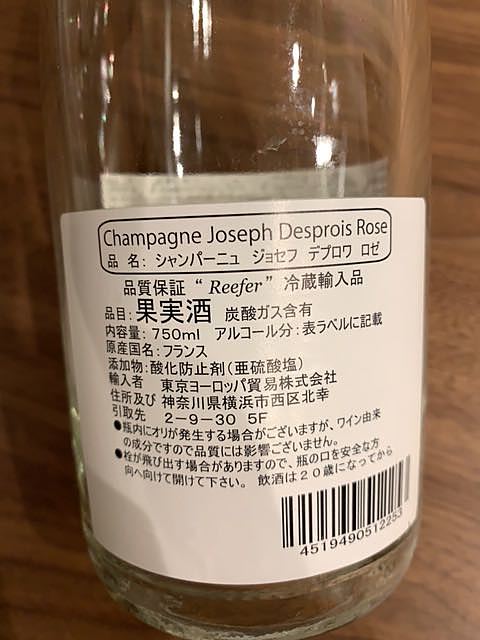 Champagne Joseph Desprois Rose
品 名: シャンパーニュ ジョセフ デプロワ ロゼ
品質保証 “Reefer” 冷蔵輸入品
品目:果実酒 炭酸ガス含有
内容量:750ml アルコール分:表ラベルに記載
原産国名:フランス
添加物:酸化防止剤(亜硫酸塩)
輸入者 東京ヨーロッパ貿易株式会社
住所及び 神奈川県横浜市西区北幸
引取先 2-9-30 5F
●瓶内にオリが発生する場合がございますが、ワイン由来
の成分ですので品質には影響ございません。
●栓が飛び出す場合がありますので、瓶の口を安全な方
向へ向けて開けて下さい。 飲酒は20歳になってから
4519490512253